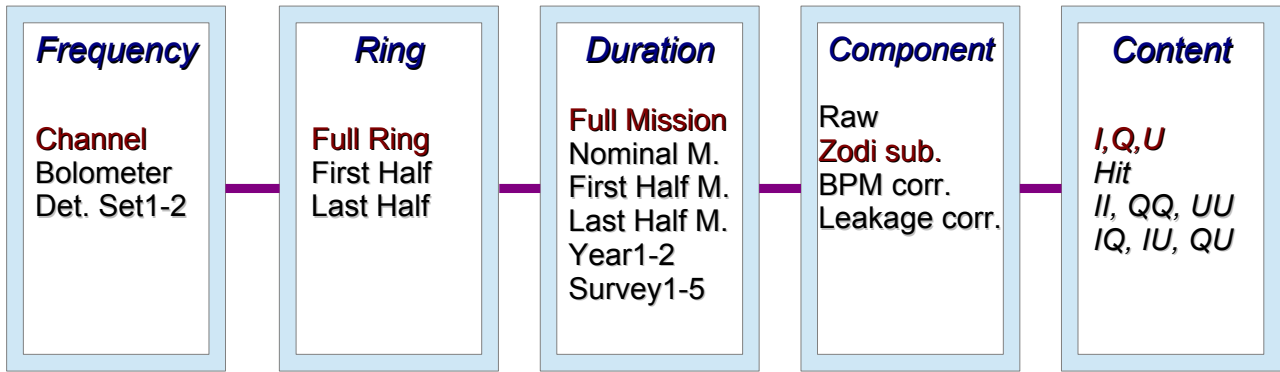 Frequency
Channel
Bolometer
Det. Set1-2
Ring
Full Ring
First Half
Last Half
Duration
Full Mission
Nominal M.
First Half M.
Last Half M.
Year1-2
Survey1-5
Component
Raw
Zodi sub.
BPM corr.
Leakage corr.
Content
I,Q,U
Hit
II, QQ, UU
IQ, IU, QU